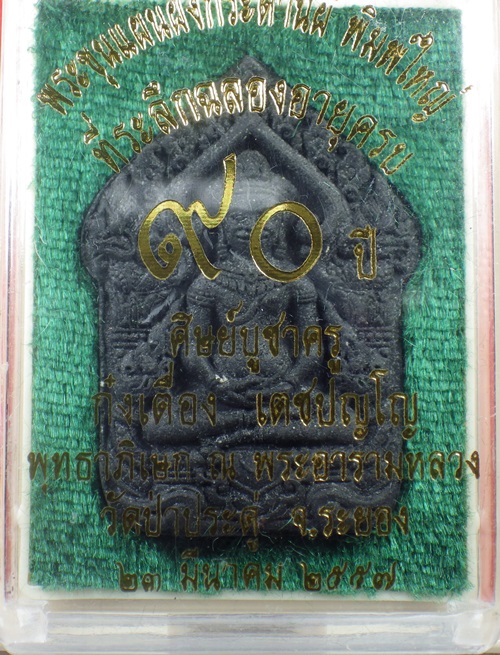 พระขุนแผนผงกระดานผี พิมพ์ใหญ่
ที่ระลึกฉลองอายุครบ
๙๐ ปี
ศิษย์บูชาครู
ก๋งเตื่อง เตชปญฺโญ
พุทธาภิเษก ณ พระอารามหลวง
วัดป่าประดู่ จ.ระยอง
๒๓ มีนาคม ๒๕๕๗